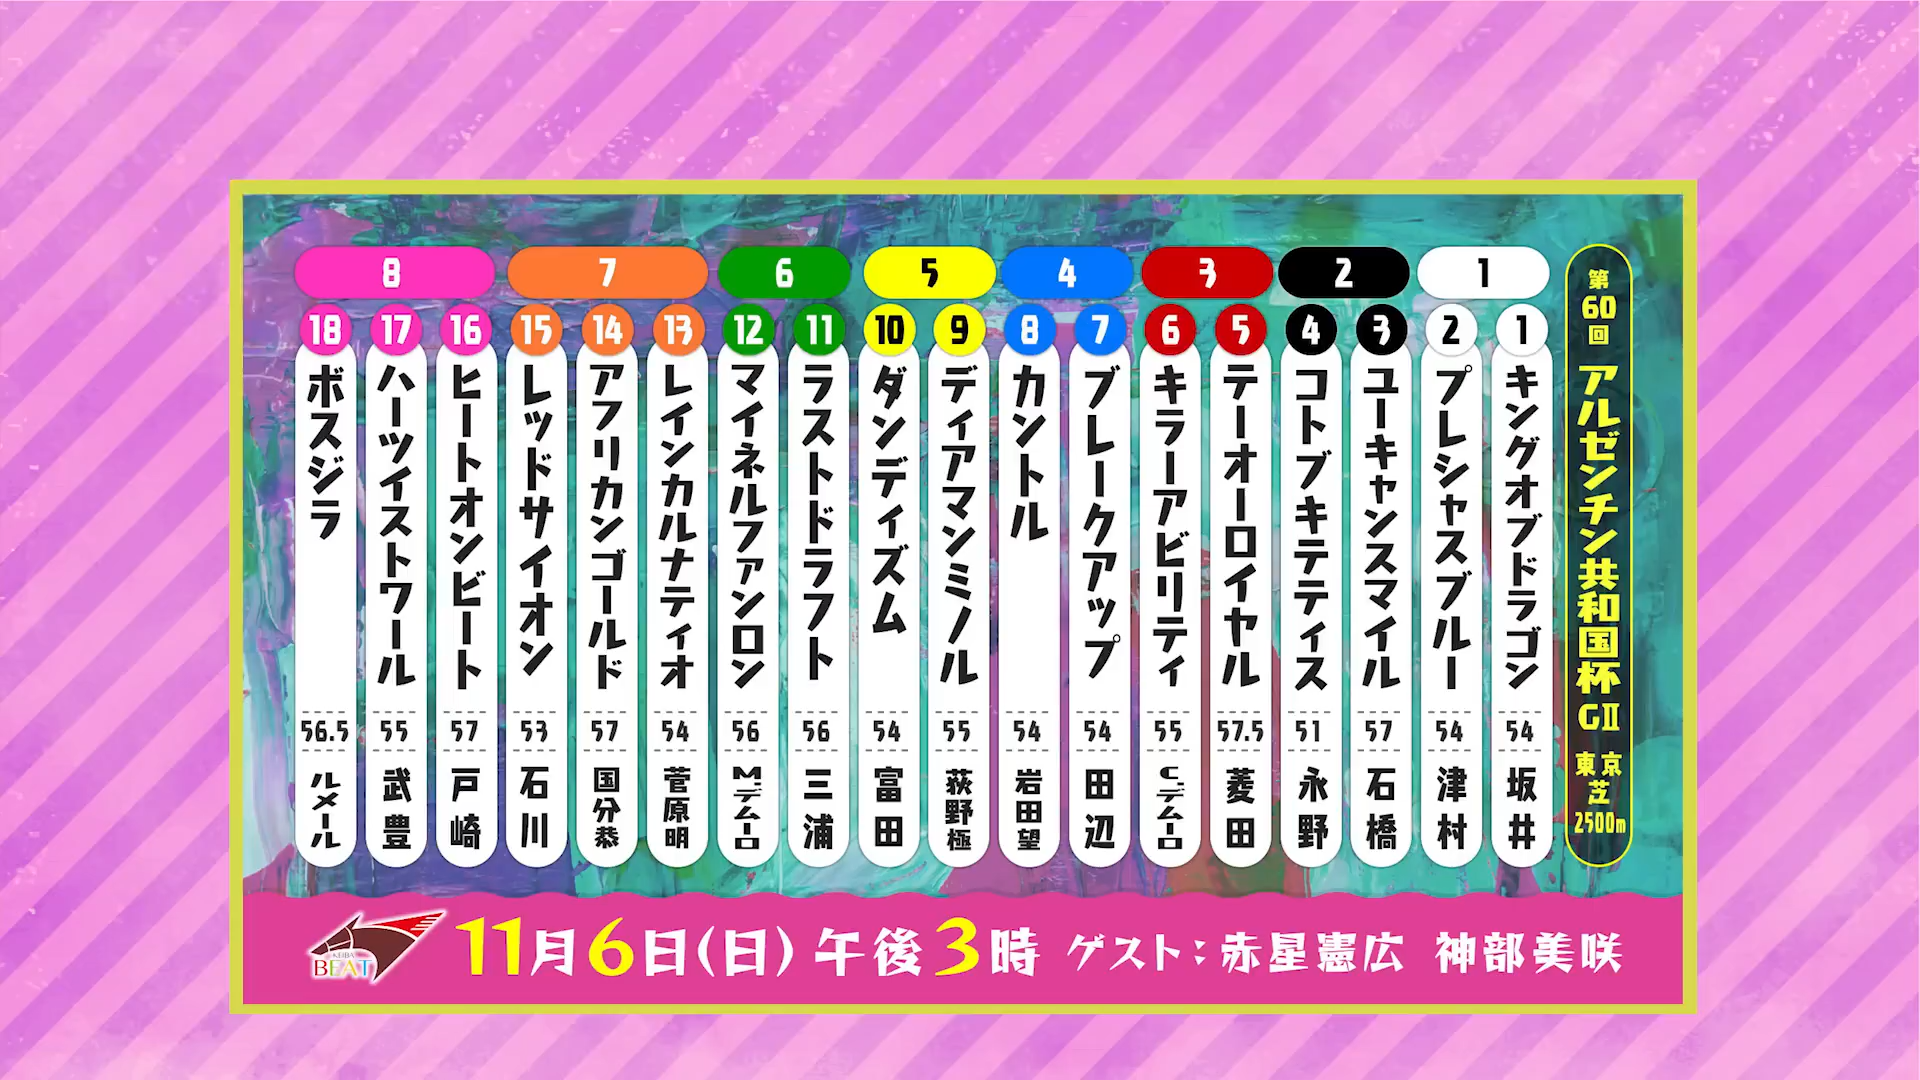 第60回 アルゼンチン共和国杯 GⅡ 東京 芝 2500m
1
1 キングオブドラゴン 54 坂井
2 プレシャスブルー 54 津村
2
3 ユーキャンスマイル 57 石橋
4 コトブキテティス 51 永野
3
5 テーオーロイヤル 57.5 菱田
6 キラーアビリティ 55 C.デムーロ
4
7 ブレークアップ 54 田辺
8 カントル 54 岩田望
5
9 ディアマンミノル 55 荻野極
10 ダンディズム 54 富田
6
11 ラストドラフト 56 三浦
12 マイネルファンロン 56 M.デムーロ
7
13 レインカルナティオ 54 菅原明
14 アフリカンゴールド 57 国分恭
15 レッドサイオン 53 石川
8
16 ヒートオンビート 57 戸崎
17 ハーツイストワール 55 武豊
18 ボスジラ 56.5 ルメール
KEIBA
BEAT
11月6日(日)午後3時 ゲスト:赤星憲広 神部美咲